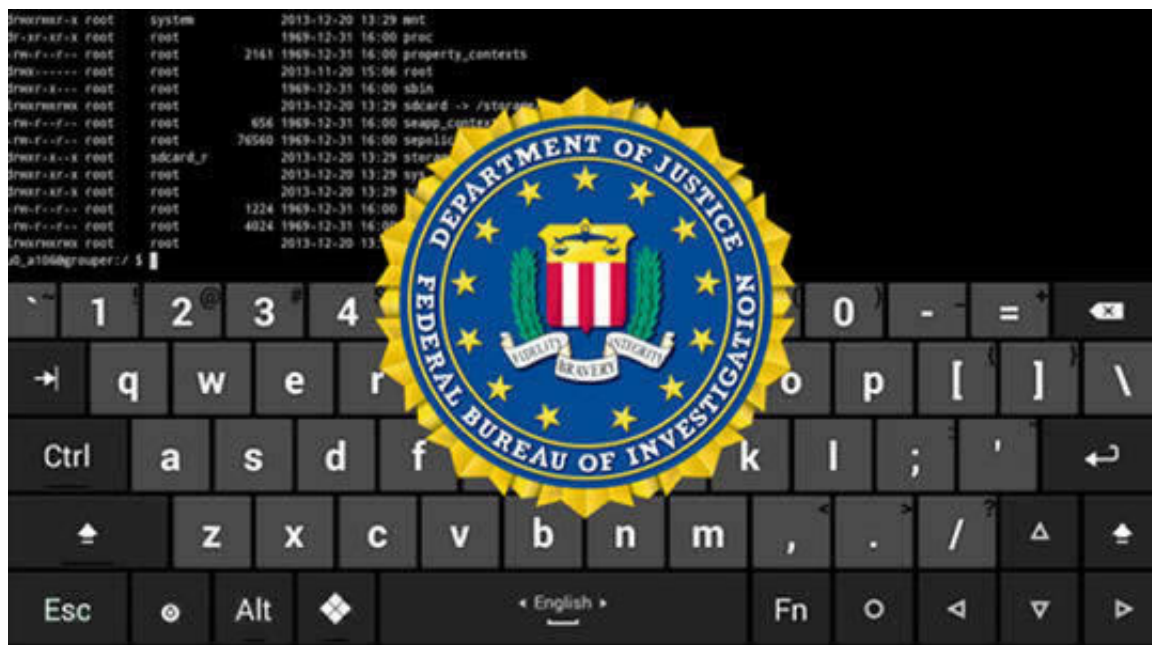 drwxrwxr-x root system 2013-12-20 13:29 mnt
dr-xr-xr-x root root 1969-12-31 16:00 proc
-rw-r--r-- root root 2161 1969-12-31 16:00 property_contexts
drwx------ root root 2013-11-20 15:06 root
drwxr-x--- root root 1969-12-31 16:00 sbin
lrwxrwxrwx root root 2013-12-20 13:29 sdcard -> /storage
-rw-r--r-- root root 656 1969-12-31 16:00 seapp_contexts
-rw-r--r-- root root 76560 1969-12-31 16:00 sepolicy
drwxr-x--x root sdcard_r 2013-12-20 13:29 storage
drwxr-xr-x root root 2013-12-20 13:29 sys
drwxr-xr-x root root 2013-12-20 13:29
-rw-r--r-- root root 1224 1969-12-31 16:00
-rw-r--r-- root root 4024 1969-12-31 16:00
lrwxrwxrwx root root 2013-12-20
u0_a106@grouper:/ $
DEPARTMENT OF JUSTICE
FIDELITY BRAVERY INTEGRITY
FEDERAL BUREAU OF INVESTIGATION
` ~ 1 ! 2 @ 3 # 4 0 ) - _ = +
q w e r o p [ { ] } \
Ctrl a s d f k l ; : ' "
z x c v b n m , < . > / ?
Esc Alt English Fn